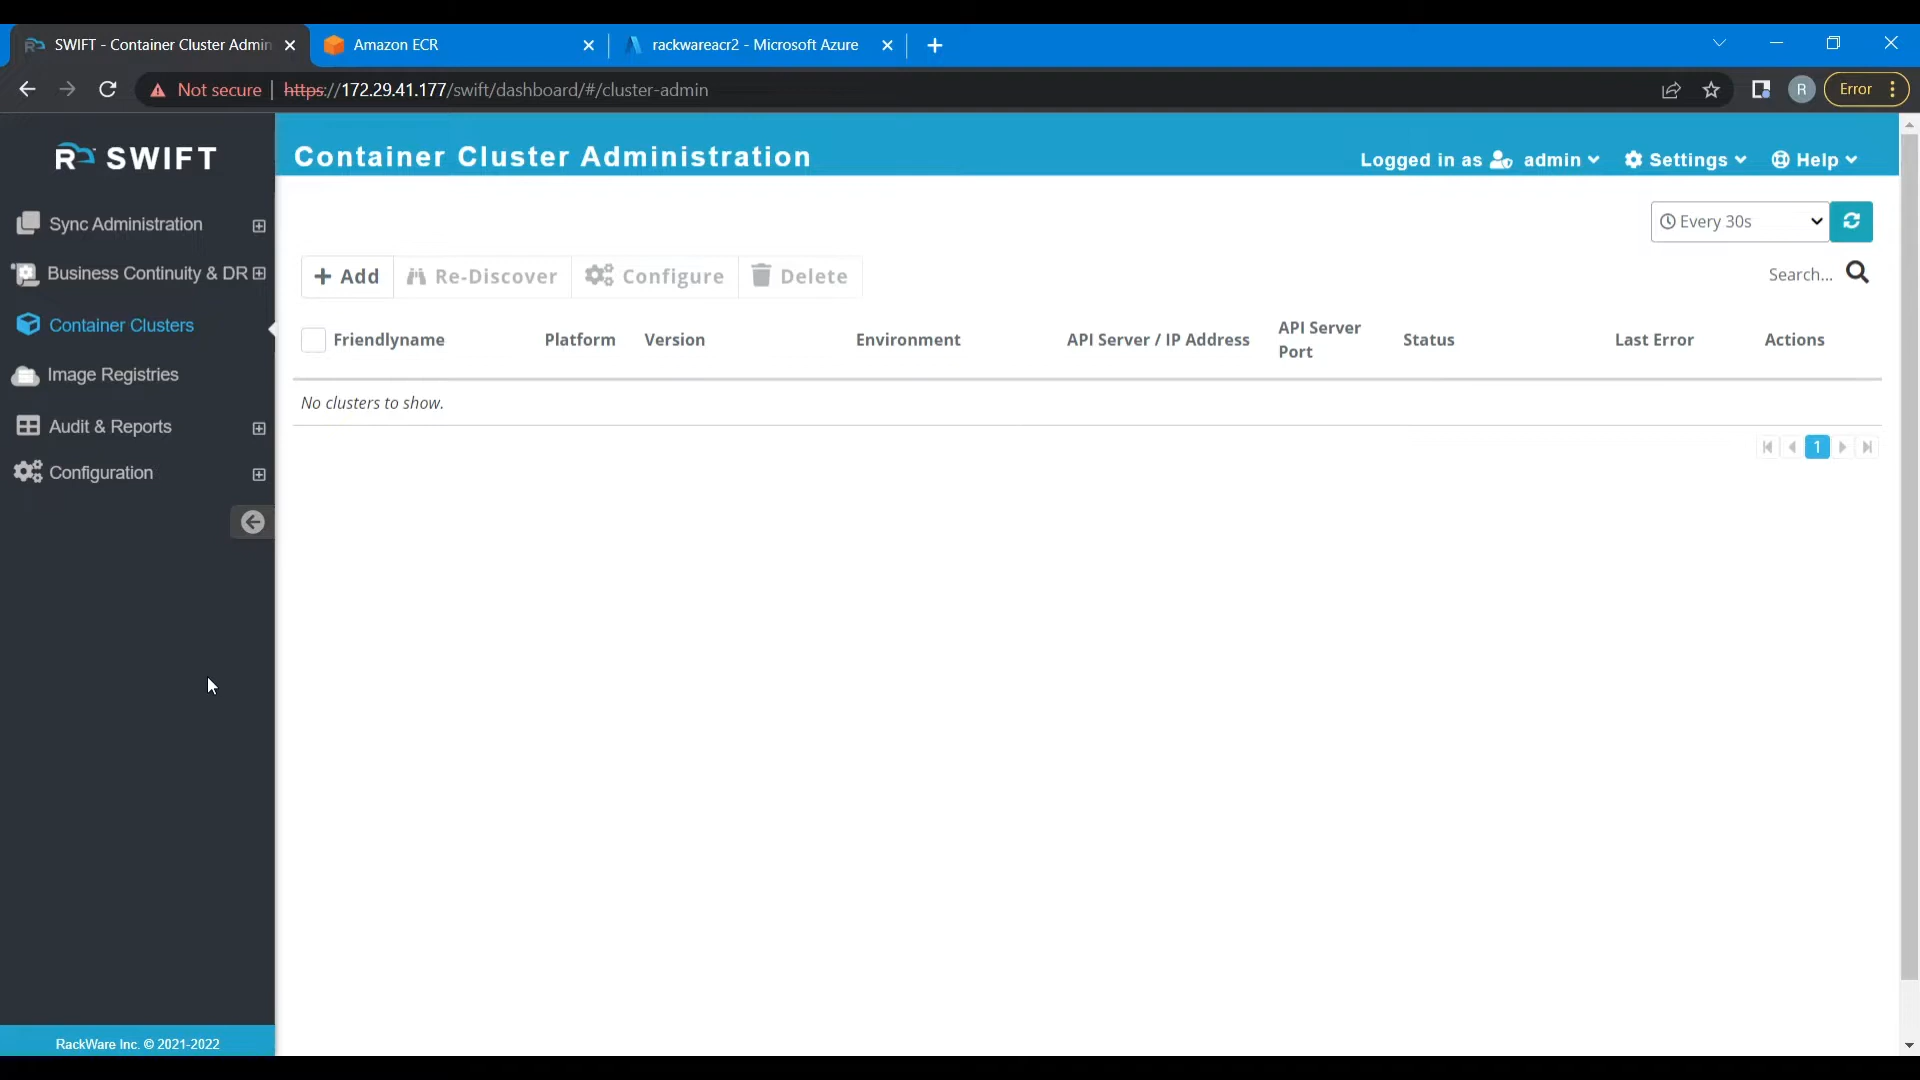 SWIFT - Container Cluster Admin
Amazon ECR
rackwareacr2 - Microsoft Azure
Not secure
https://172.29.41.177/swift/dashboard/#/cluster-admin
R
Error
SWIFT
Container Cluster Administration
Logged in as admin
Settings
Help
Sync Administration
Business Continuity & DR
Container Clusters
Image Registries
Audit & Reports
Configuration
Every 30s
Add
Re-Discover
Configure
Delete
Search...
Friendlyname
Platform
Version
Environment
API Server / IP Address
API Server
Port
Status
Last Error
Actions
No clusters to show.
1
RackWare Inc. © 2021-2022